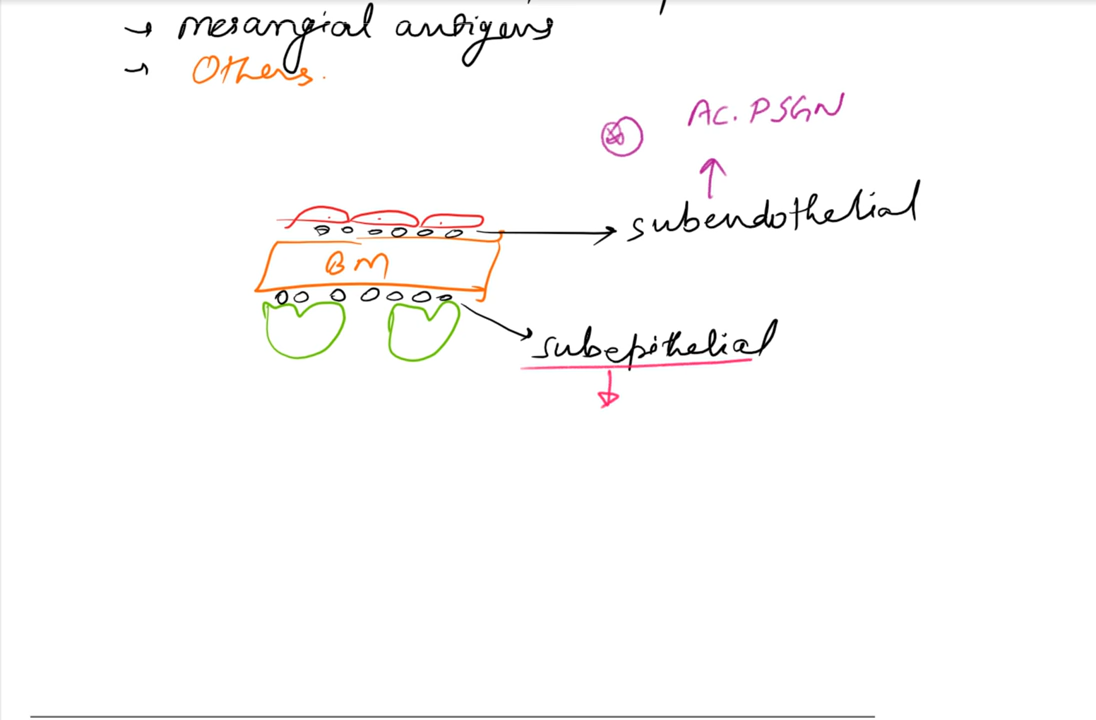 → mesangial antigens
→ Others.
AC. PSGN
subendothelial
BM
subepithelial